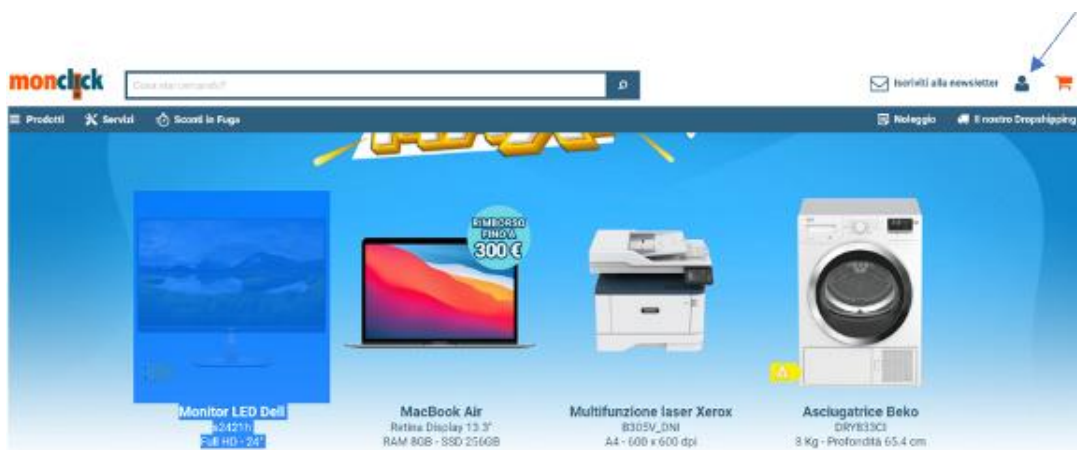 monclick
Cosa stai cercando?
Iscriviti alla newsletter
Prodotti
Servizi
Sconti in Fuga
Noleggio
Il nostro Dropshipping
RIMBORSO
FINO A
300 €
A
Monitor LED Dell
s2421h
Full HD - 24"
MacBook Air
Retina Display 13.3"
RAM 8GB - SSD 256GB
Multifunzione laser Xerox
B305V_DNI
A4 - 600 x 600 dpi
Asciugatrice Beko
DRY833CI
8 Kg - Profondità 65.4 cm